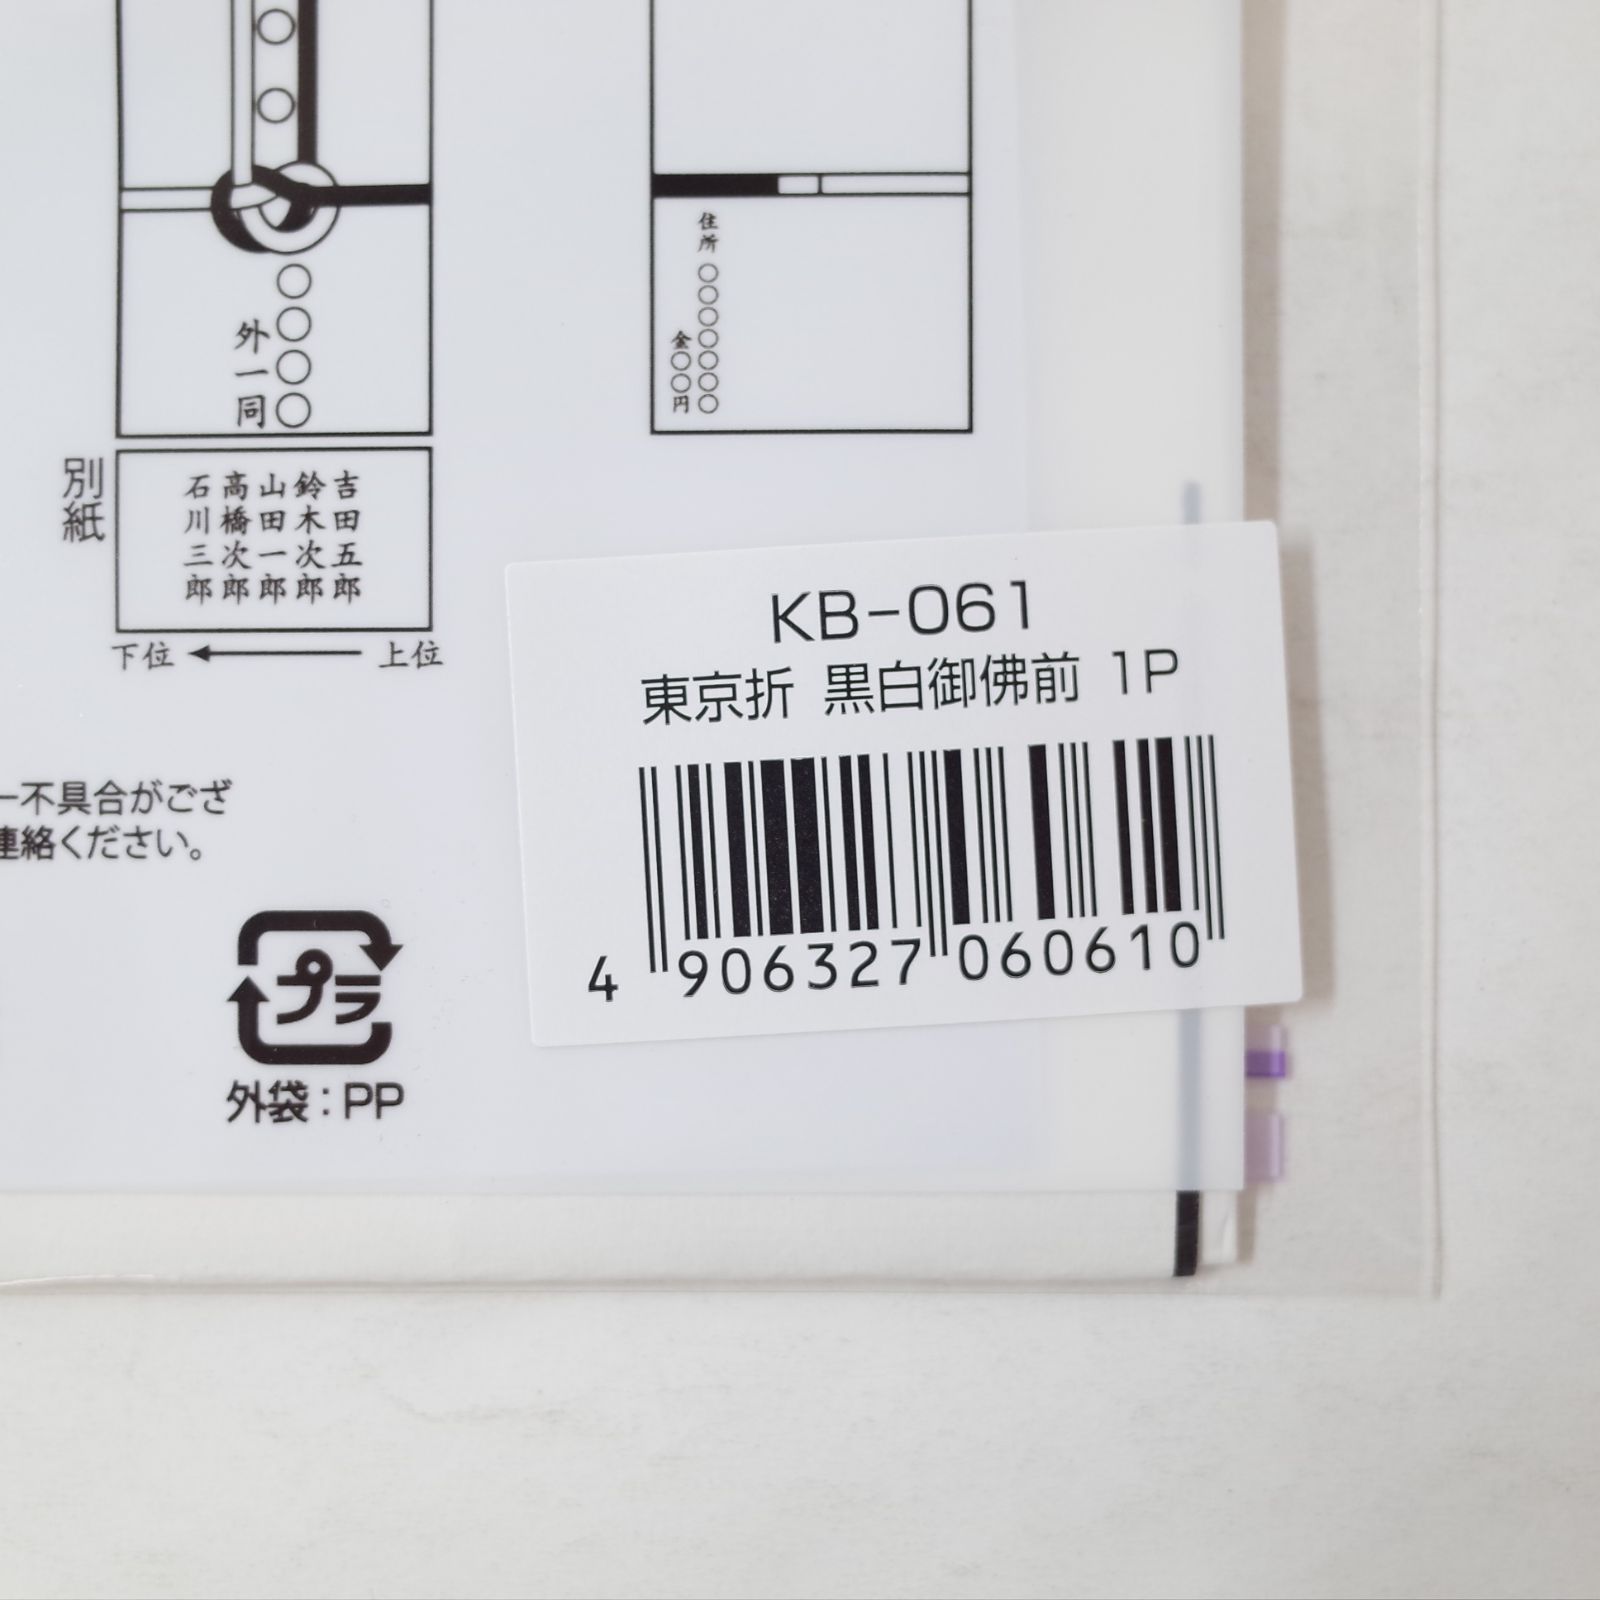 ○
○
○○○○
外一同
住所 ○○○○○○○
金○○円
別紙
吉田五郎
鈴木次郎
山田一郎
高橋次郎
石川三郎
下位 上位
KB-061
東京折 黒白御佛前 1P
4 906327 060610
一不具合がござ
連絡ください。
プラ
外袋：PP